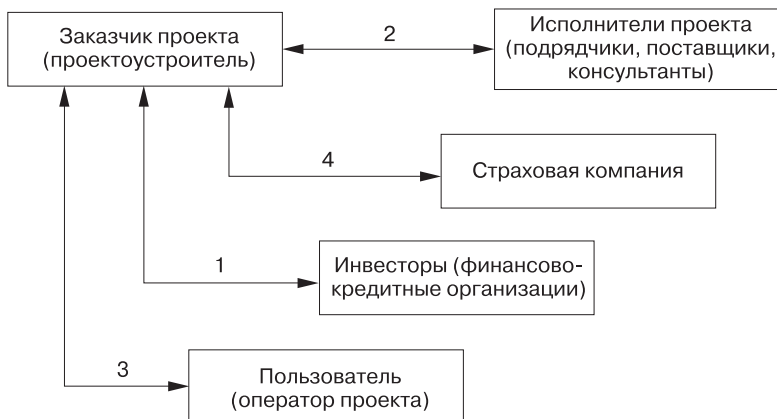 Заказчик проекта
(проектоустроитель)
2
Исполнители проекта
(подрядчики, поставщики,
консультанты)
4
Страховая компания
1
Инвесторы (финансово-
кредитные организации)
3
Пользователь
(оператор проекта)